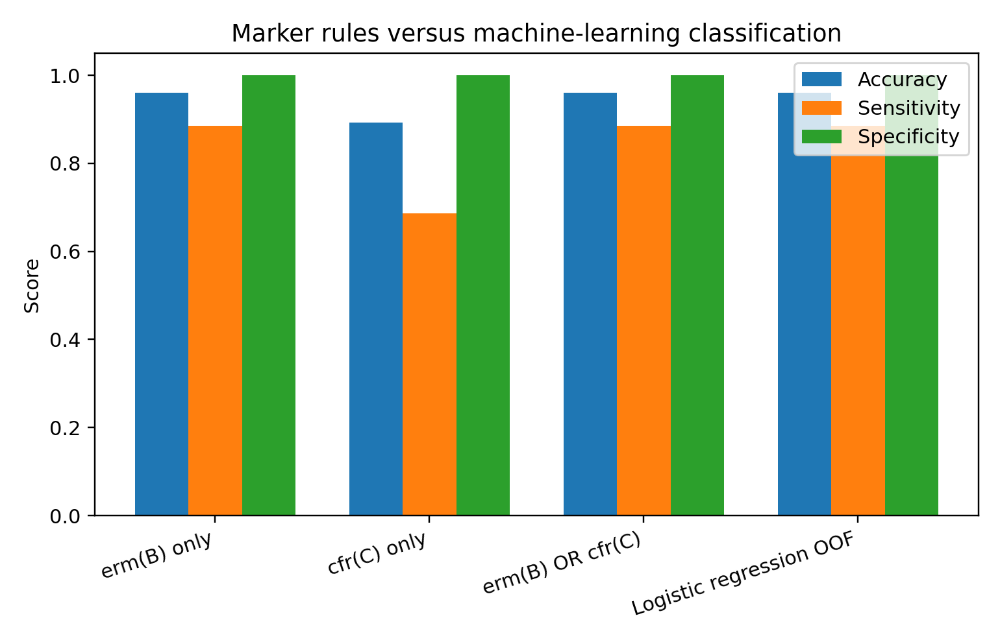 Marker rules versus machine-learning classification
Accuracy
Sensitivity
Specificity
Score
1.0
0.8
0.6
0.4
0.2
0.0
erm(B) only
cfr(C) only
erm(B) OR cfr(C)
Logistic regression OOF